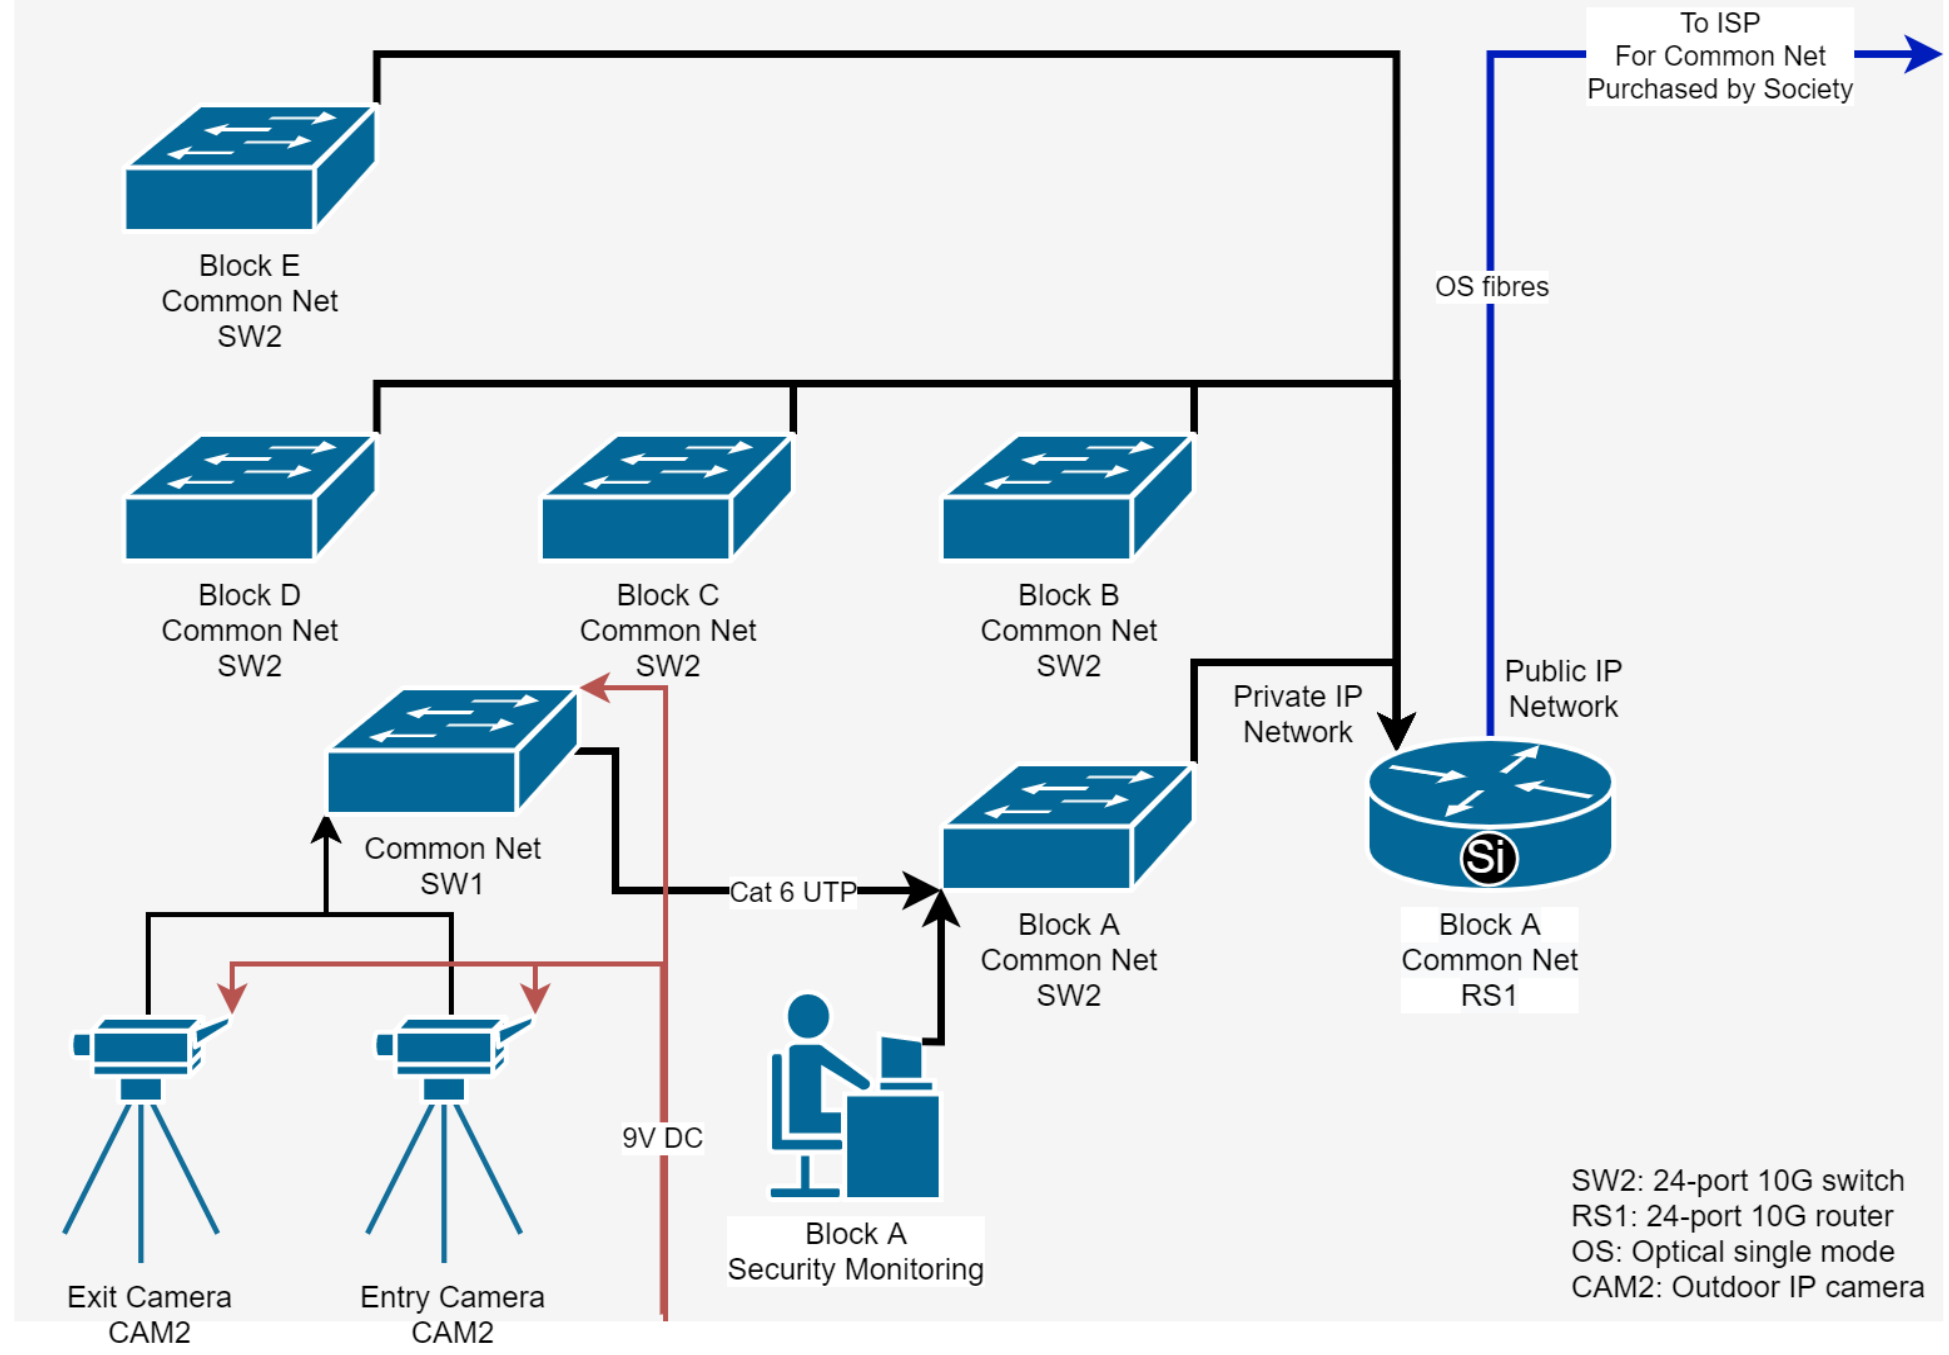 To ISP
For Common Net
Purchased by Society
Block E
Common Net
SW2
OS fibres
Block D
Common Net
SW2
Block C
Common Net
SW2
Block B
Common Net
SW2
Private IP
Network
Public IP
Network
Common Net
SW1
Cat 6 UTP
Block A
Common Net
SW2
Si
Block A
Common Net
RS1
9V DC
Block A
Security Monitoring
Exit Camera
CAM2
Entry Camera
CAM2
SW2: 24-port 10G switch
RS1: 24-port 10G router
OS: Optical single mode
CAM2: Outdoor IP camera